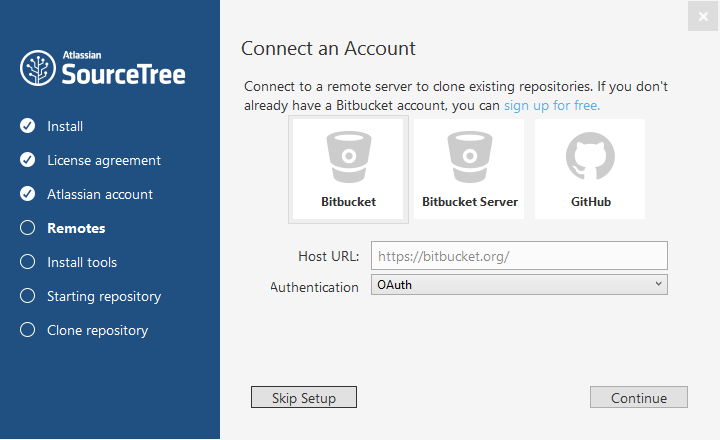 Atlassian
SourceTree
Install
License agreement
Atlassian account
Remotes
Install tools
Starting repository
Clone repository
Connect an Account
Connect to a remote server to clone existing repositories. If you don't
already have a Bitbucket account, you can sign up for free.
Bitbucket
Bitbucket Server
GitHub
Host URL: https://bitbucket.org/
Authentication OAuth
Skip Setup
Continue